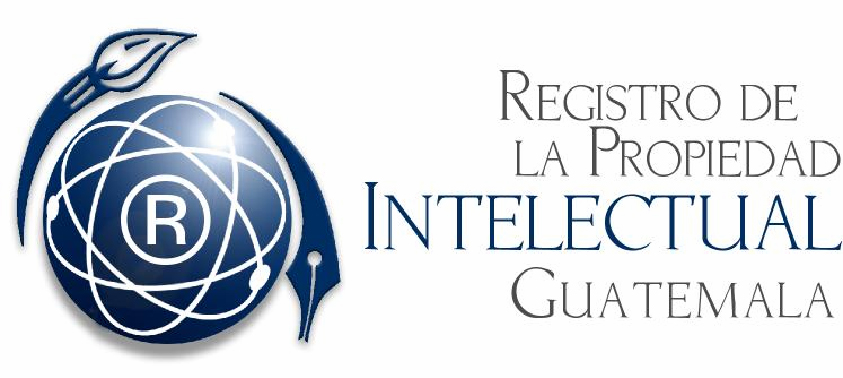 ®
REGISTRO DE
LA PROPIEDAD
INTELECTUAL
GUATEMALA